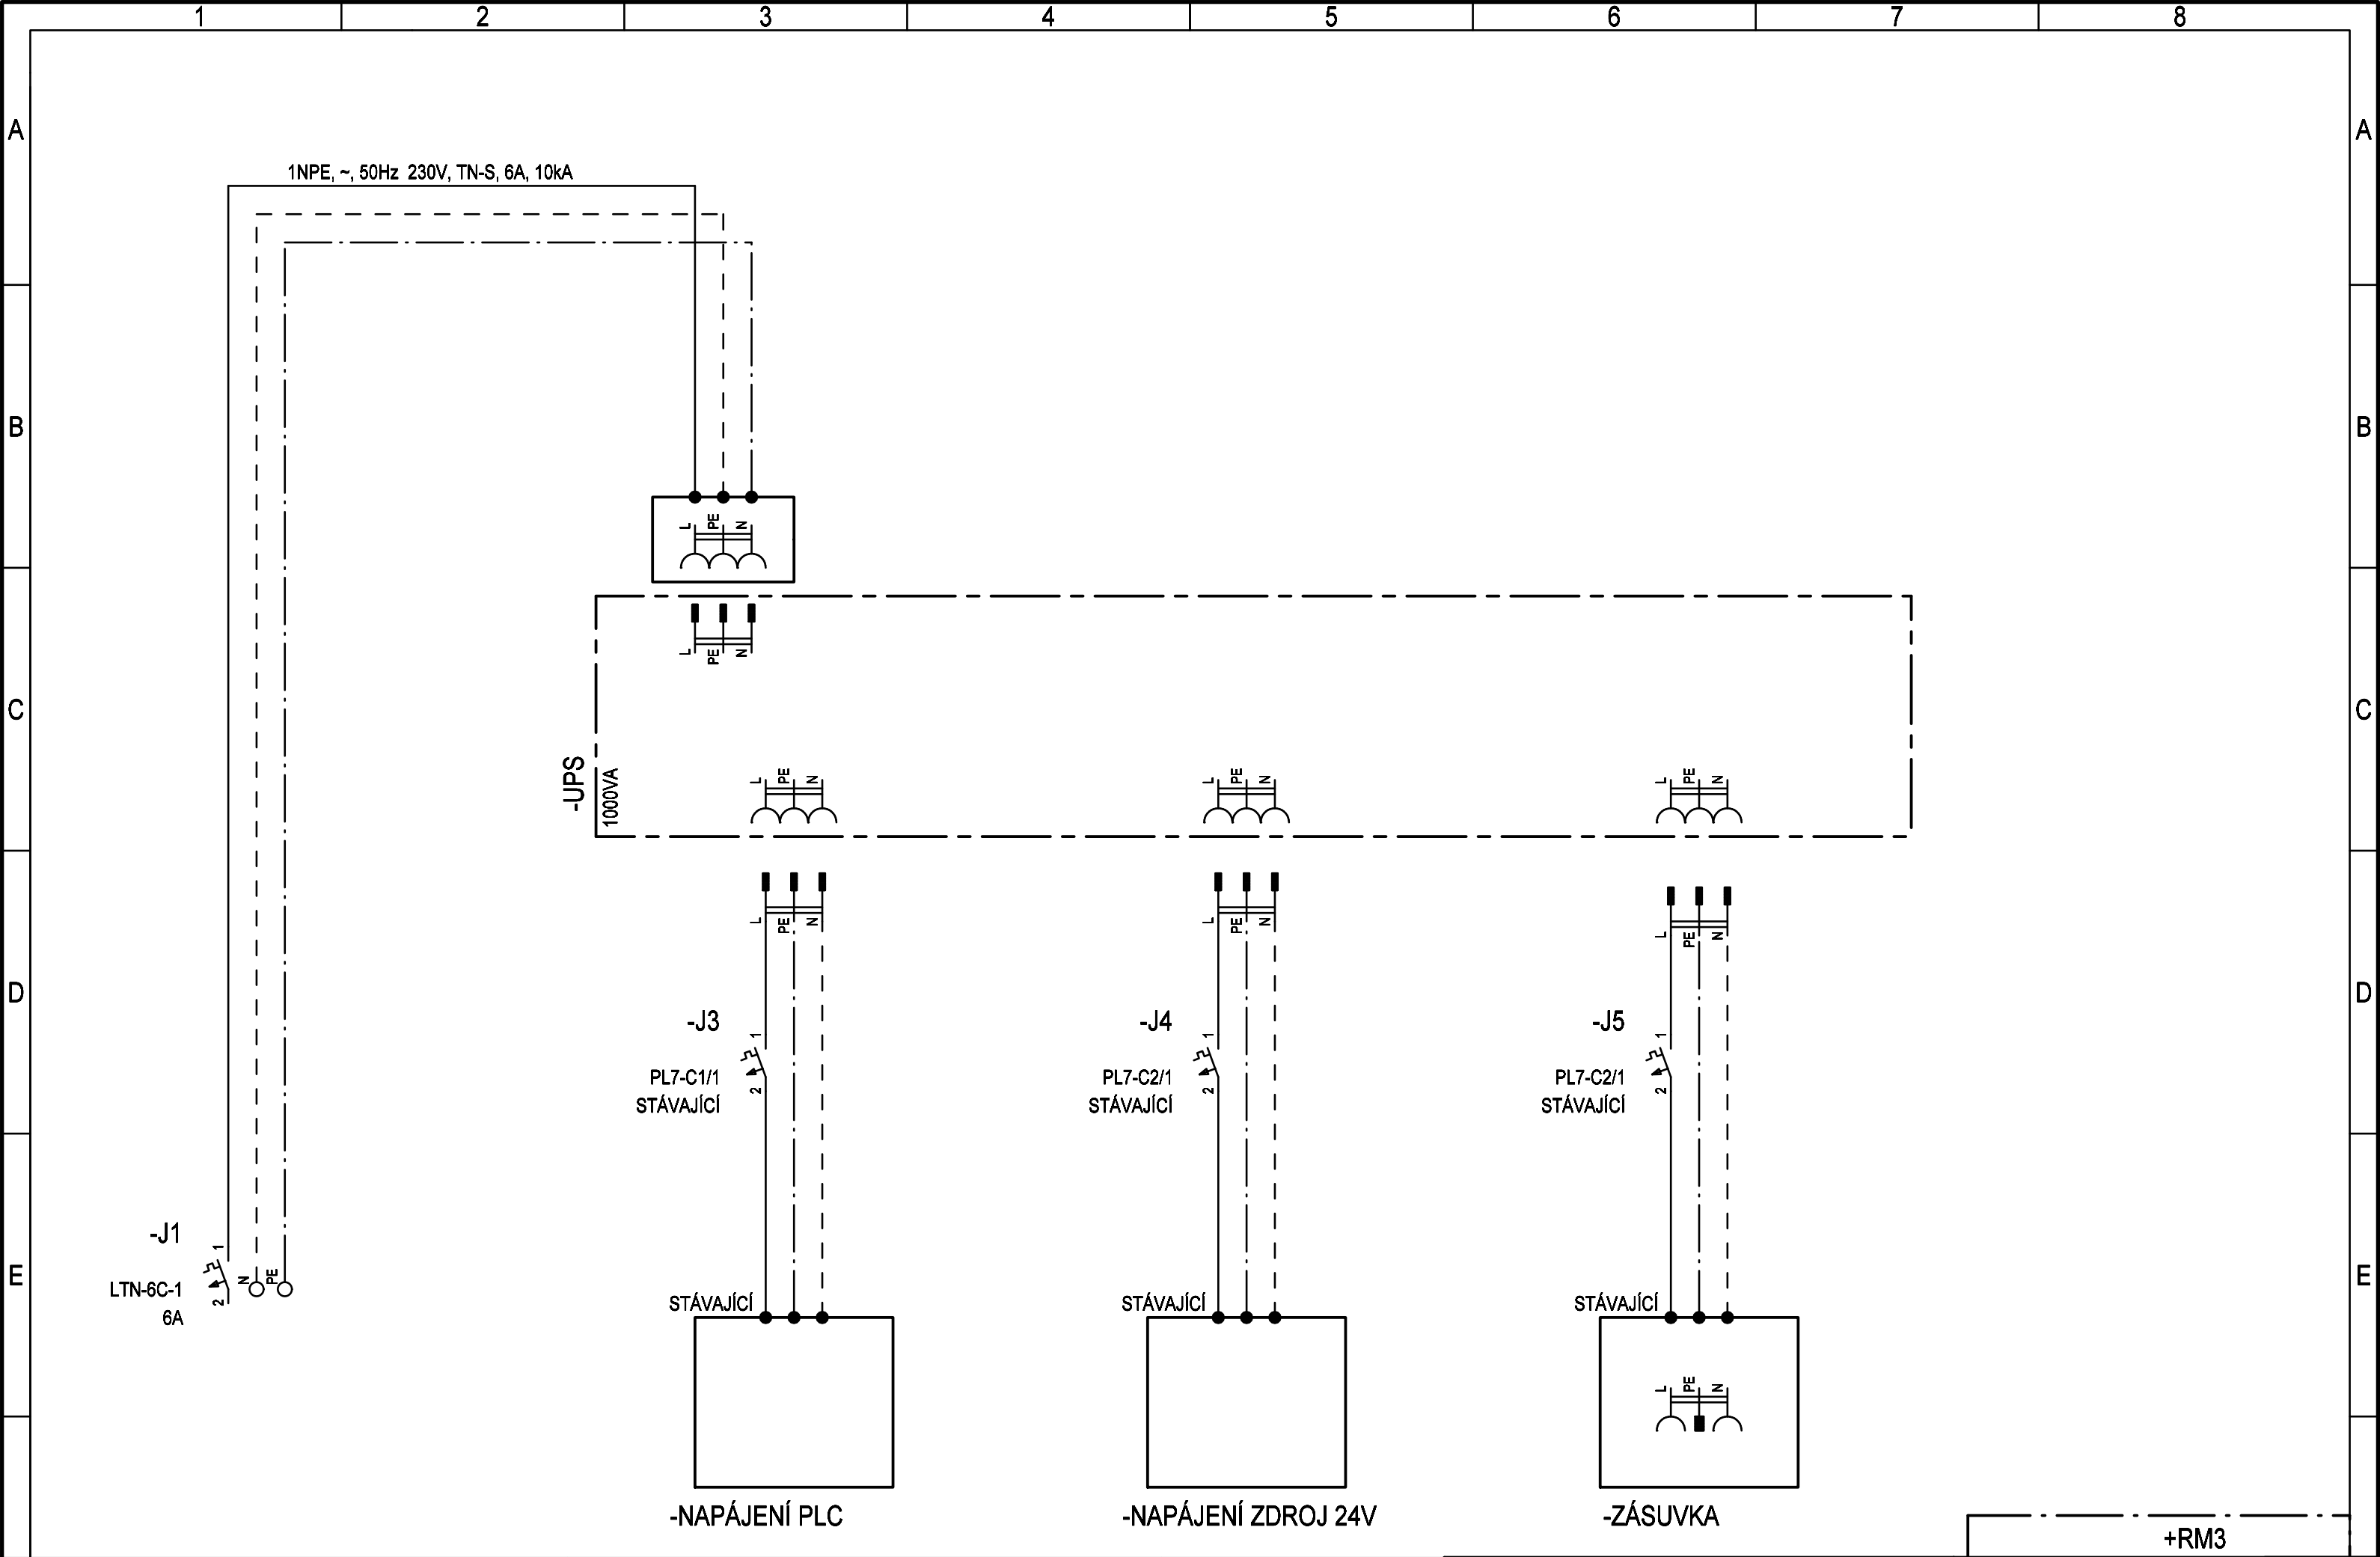 1 2 3 4 5 6 7 8
A A
1NPE, ~, 50Hz 230V, TN-S, 6A, 10kA
B B
L PE N
L PE N
C C
-UPS
1000VA
L PE N L PE N L PE N
L PE N L PE N L PE N
D D
-J3 1 -J4 1 -J5 1
PL7-C1/1 2 PL7-C2/1 2 PL7-C2/1 2
STÁVAJÍCÍ STÁVAJÍCÍ STÁVAJÍCÍ
-J1 1
E N PE E
LTN-6C-1 2
6A
STÁVAJÍCÍ STÁVAJÍCÍ STÁVAJÍCÍ
L PE N
-NAPÁJENÍ PLC -NAPÁJENÍ ZDROJ 24V -ZÁSUVKA
+RM3